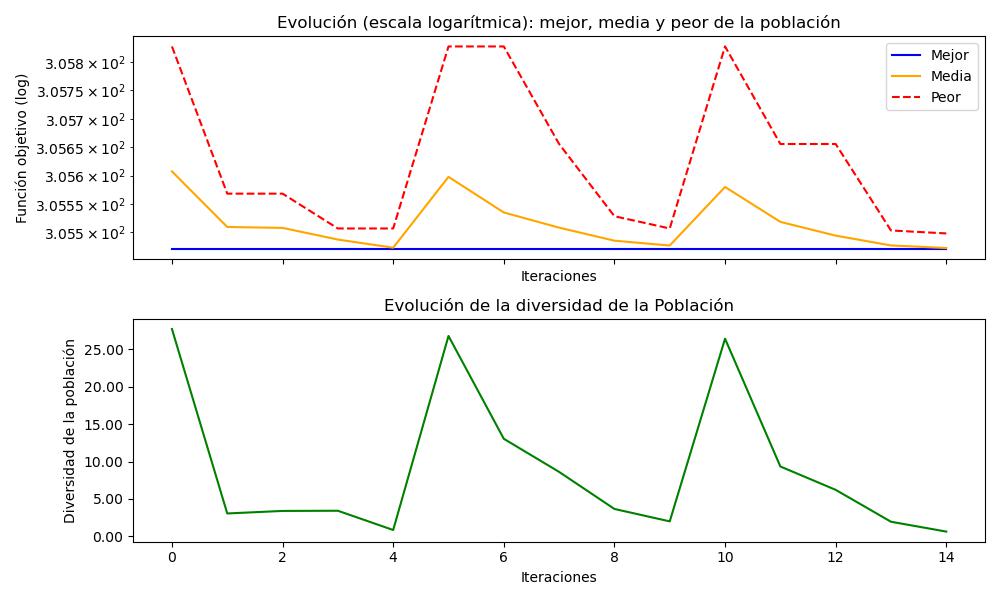 Evolución (escala logarítmica): mejor, media y peor de la población
Función objetivo (log)
3.058 × 10²
3.0575 × 10²
3.057 × 10²
3.0565 × 10²
3.056 × 10²
3.0555 × 10²
3.055 × 10²
Mejor
Media
Peor
Iteraciones
Evolución de la diversidad de la Población
Diversidad de la población
25.00
20.00
15.00
10.00
5.00
0.00
0 2 4 6 8 10 12 14
Iteraciones